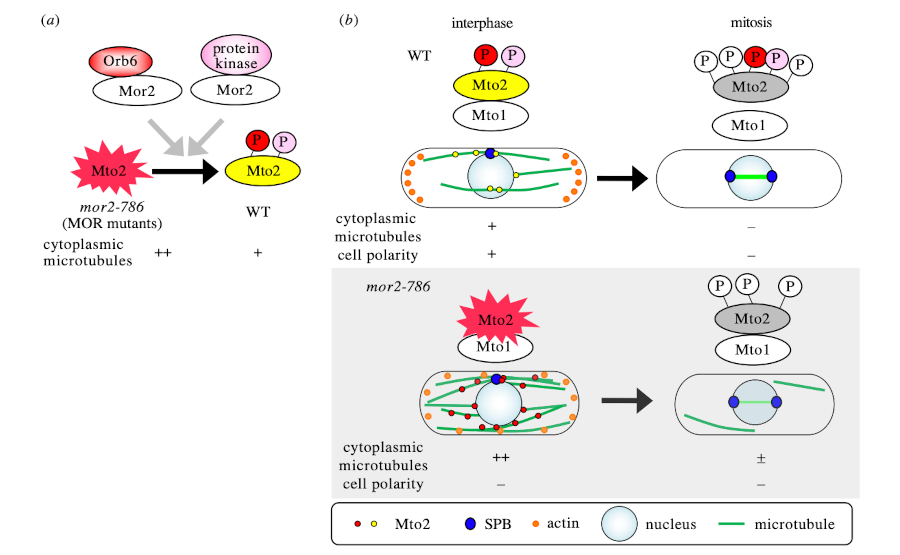 (a)
Orb6
Mor2
protein
kinase
Mor2
Mto2
P P
Mto2
mor2-786
(MOR mutants)
WT
cytoplasmic
microtubules
++ +
(b)
interphase mitosis
WT
P P
Mto2
Mto1
P P P P P
Mto2
Mto1
cytoplasmic
microtubules
+ –
cell polarity
+ –
mor2-786
Mto2
Mto1
P P P
Mto2
Mto1
cytoplasmic
microtubules
++ ±
cell polarity
– –
Mto2 SPB actin nucleus microtubule